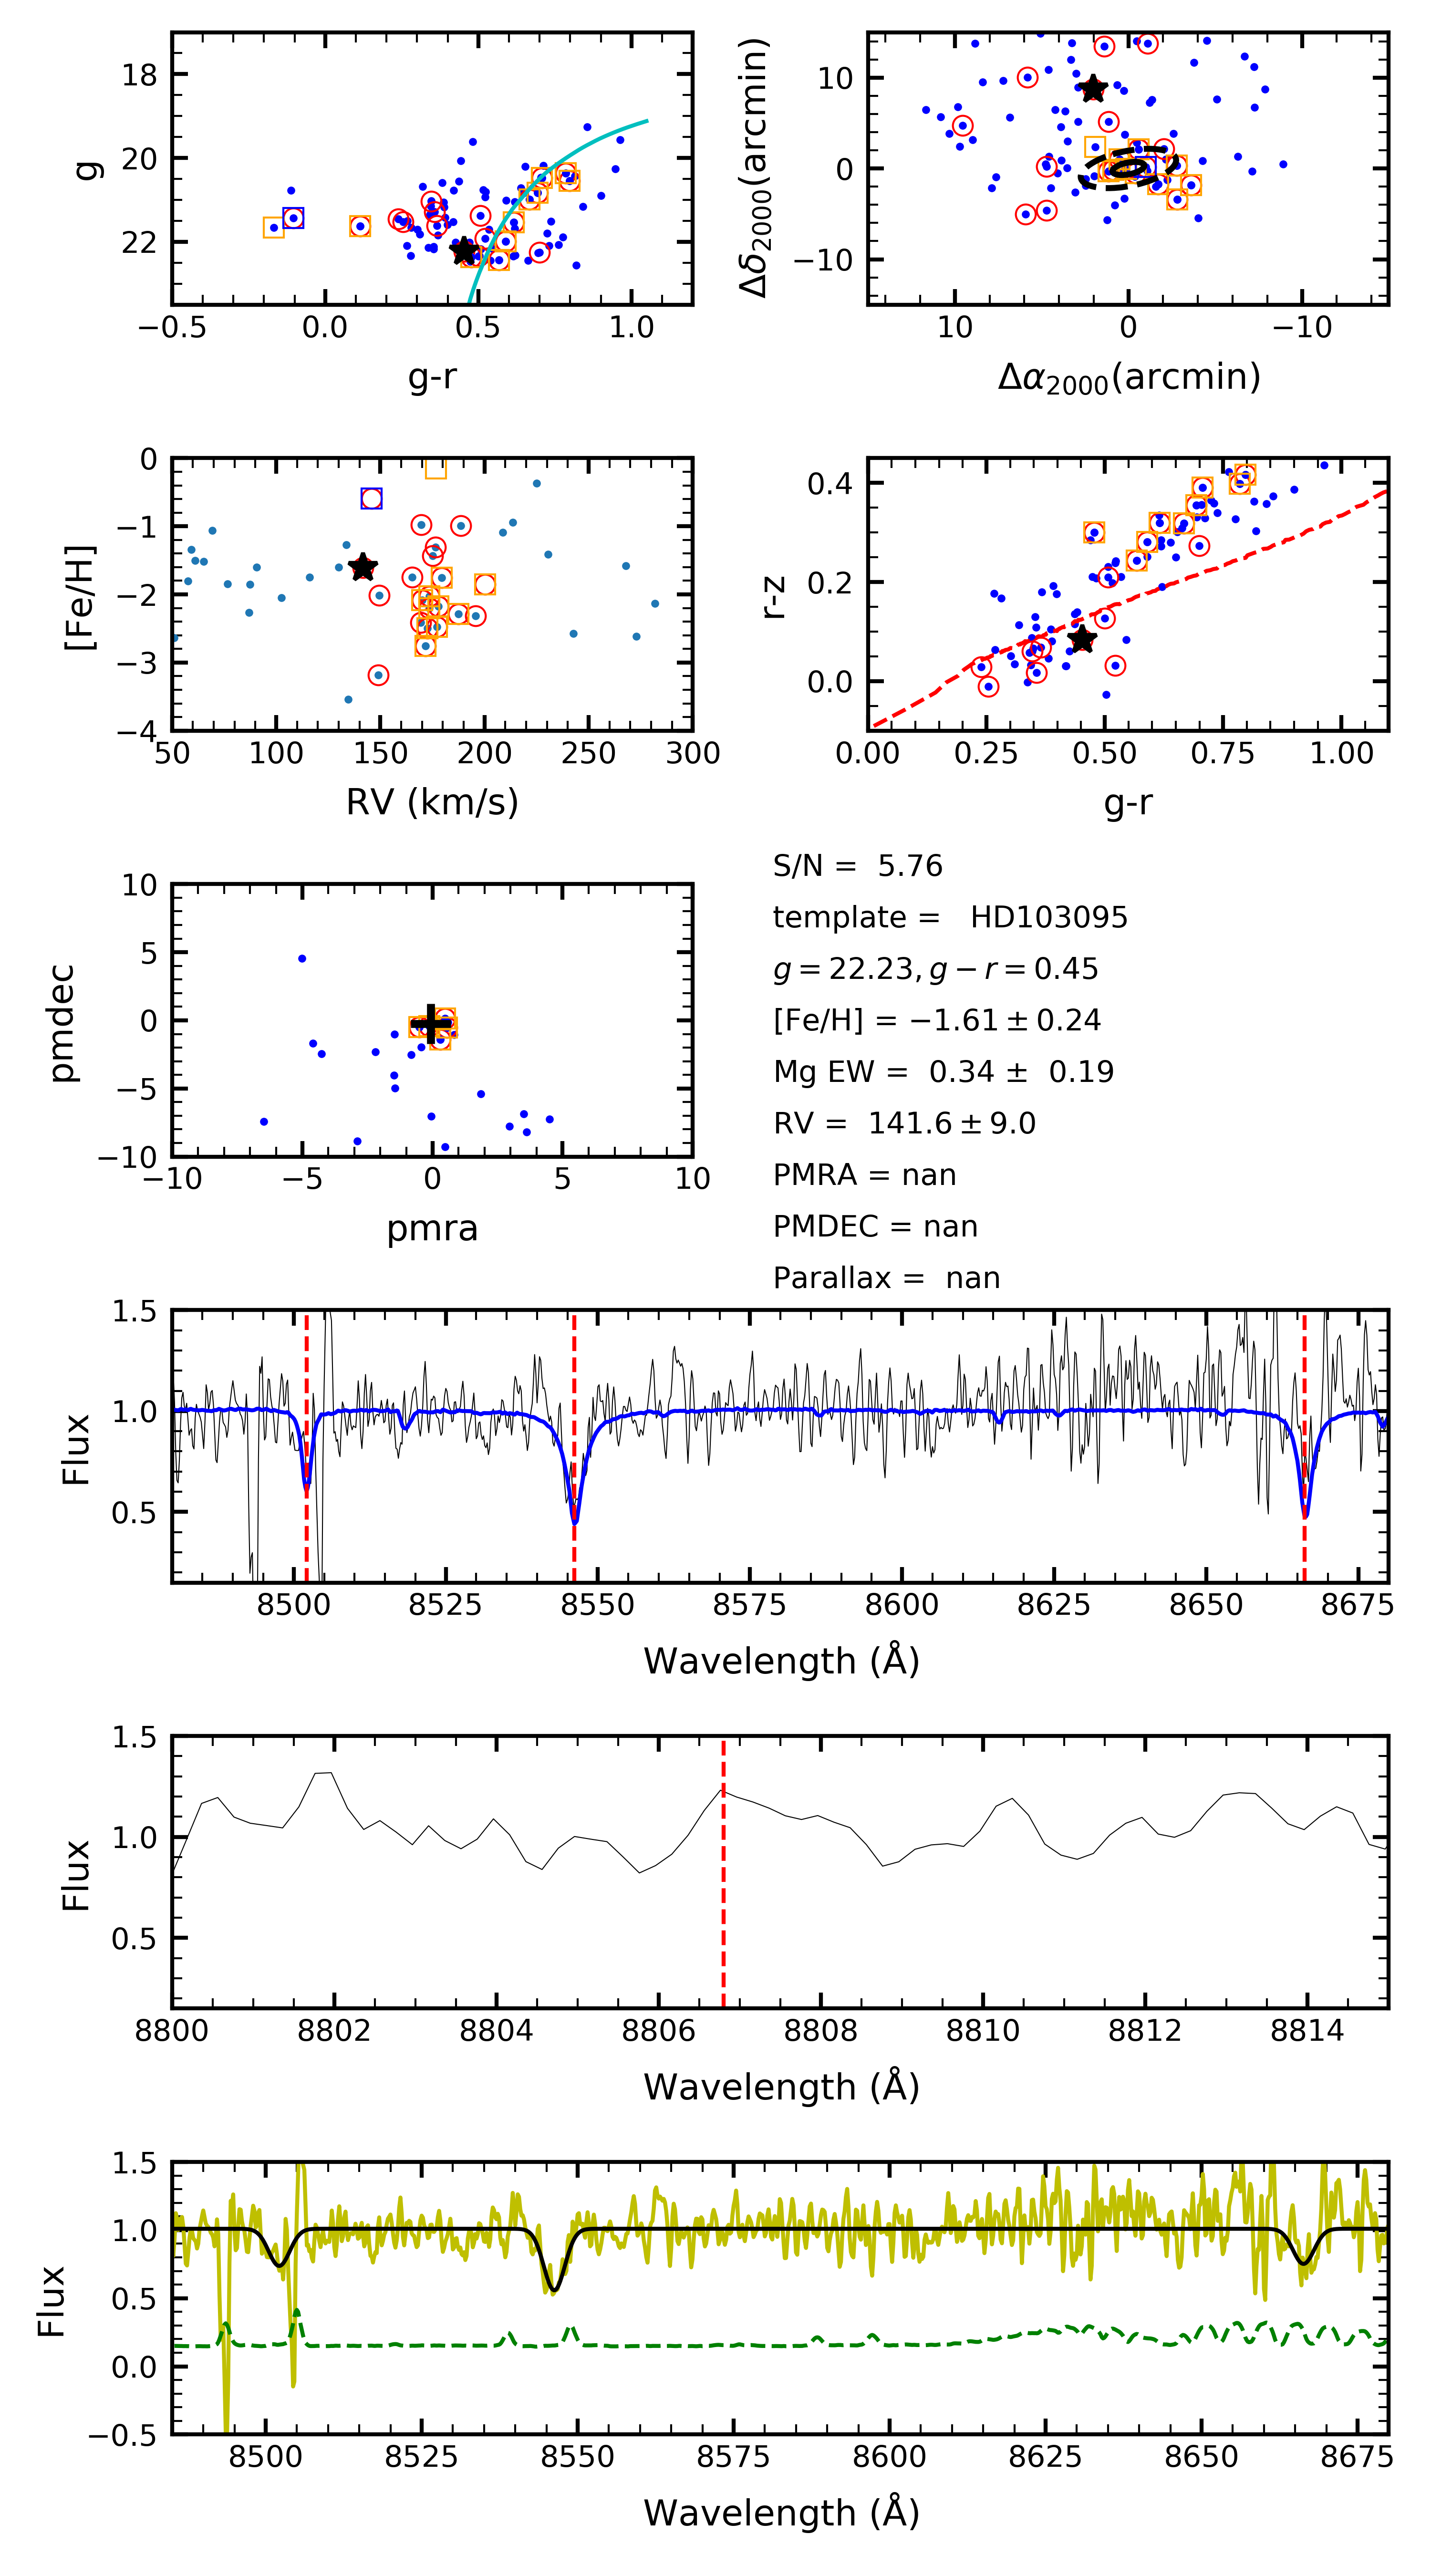 18
20
22
g
−0.5 0.0 0.5 1.0
g-r
10
0
−10
Δδ2000(arcmin)
10 0 −10
Δα2000(arcmin)
0
−1
−2
−3
−4
[Fe/H]
50 100 150 200 250 300
RV (km/s)
0.4
0.2
0.0
r-z
0.00 0.25 0.50 0.75 1.00
g-r
10
5
0
−5
−10
pmdec
−10 −5 0 5 10
pmra
S/N = 5.76
template = HD103095
g = 22.23, g − r = 0.45
[Fe/H] = −1.61 ± 0.24
Mg EW = 0.34 ± 0.19
RV = 141.6 ± 9.0
PMRA = nan
PMDEC = nan
Parallax = nan
1.5
1.0
0.5
Flux
8500 8525 8550 8575 8600 8625 8650 8675
Wavelength (Å)
1.5
1.0
0.5
Flux
8800 8802 8804 8806 8808 8810 8812 8814
Wavelength (Å)
1.5
1.0
0.5
0.0
−0.5
Flux
8500 8525 8550 8575 8600 8625 8650 8675
Wavelength (Å)